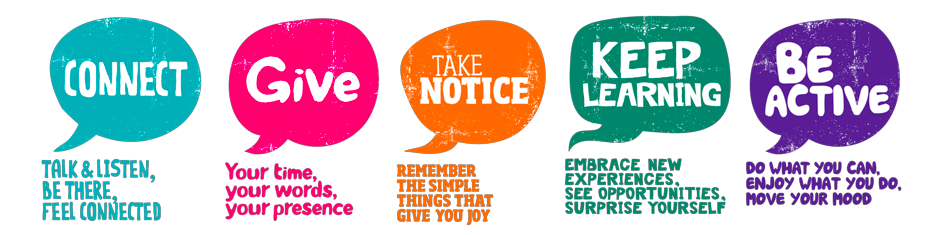 CONNECT
TALK & LISTEN,
BE THERE,
FEEL CONNECTED
Give
Your time,
your words,
your presence
TAKE
NOTICE
REMEMBER
THE SIMPLE
THINGS THAT
GIVE YOU JOY
KEEP
LEARNING
EMBRACE NEW
EXPERIENCES,
SEE OPPORTUNITIES,
SURPRISE YOURSELF
BE
ACTIVE
DO WHAT YOU CAN,
ENJOY WHAT YOU DO,
MOVE YOUR MOOD